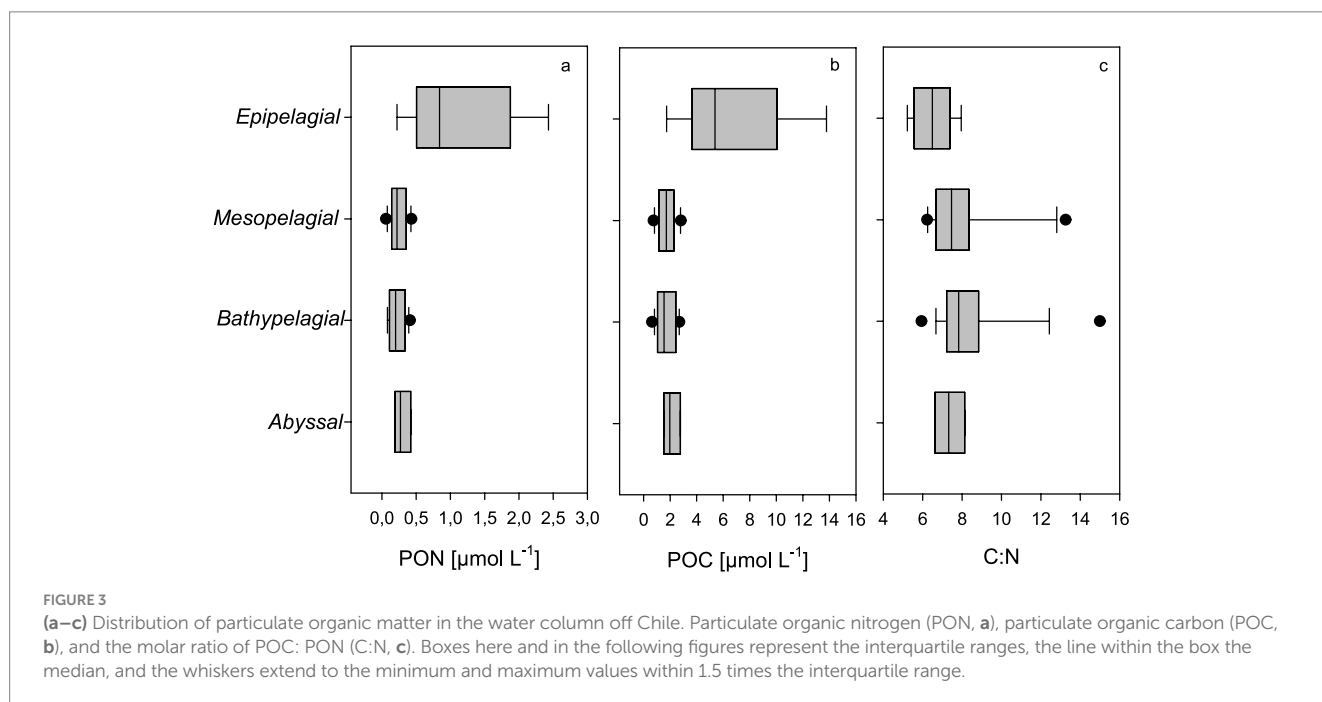 a
b
c
Epipelagial
Mesopelagial
Bathypelagial
Abyssal
0,0 0,5 1,0 1,5 2,0 2,5 3,0
0 2 4 6 8 10 12 14 16
4 6 8 10 12 14 16
PON [µmol L⁻¹]
POC [µmol L⁻¹]
C:N
FIGURE 3
(a–c) Distribution of particulate organic matter in the water column off Chile. Particulate organic nitrogen (PON, a), particulate organic carbon (POC,
b), and the molar ratio of POC: PON (C:N, c). Boxes here and in the following figures represent the interquartile ranges, the line within the box the
median, and the whiskers extend to the minimum and maximum values within 1.5 times the interquartile range.